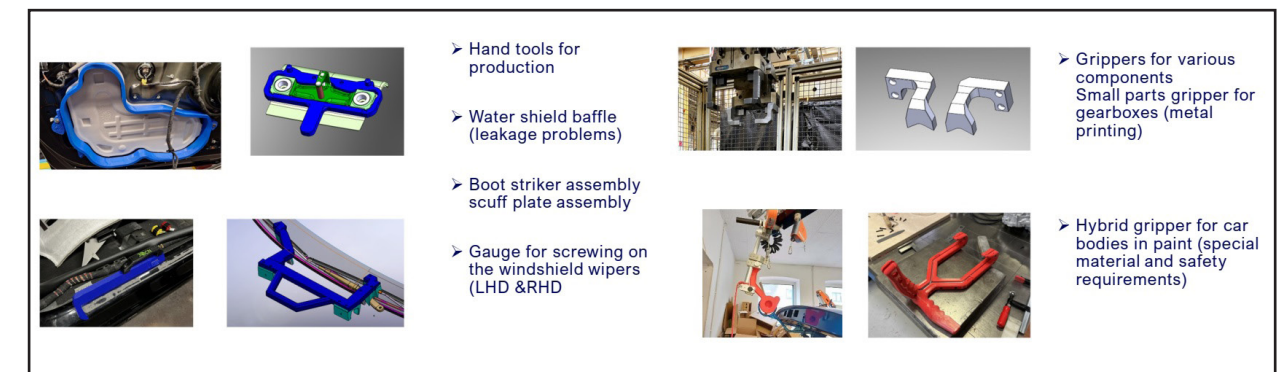 ➢ Hand tools for
production
➢ Water shield baffle
(leakage problems)
➢ Boot striker assembly
scuff plate assembly
➢ Gauge for screwing on
the windshield wipers
(LHD &RHD
➢ Grippers for various
components
Small parts gripper for
gearboxes (metal
printing)
➢ Hybrid gripper for car
bodies in paint (special
material and safety
requirements)